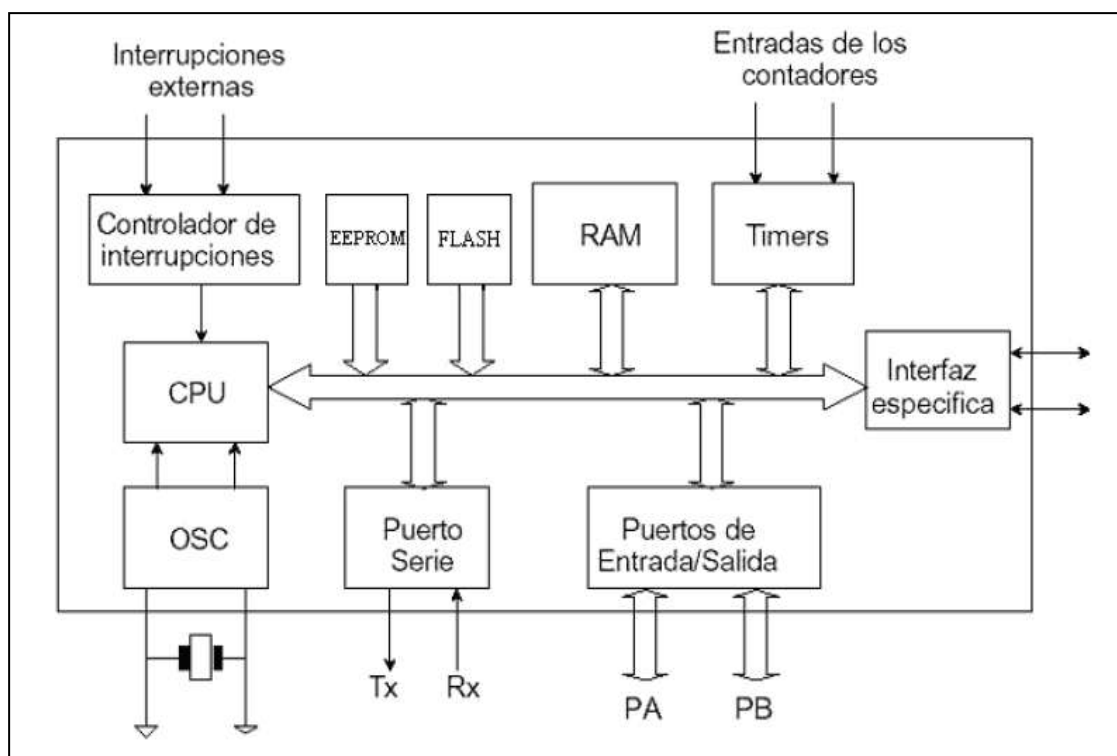 Interrupciones
externas
Entradas de los
contadores
Controlador de
interrupciones
EEPROM
FLASH
RAM
Timers
CPU
Interfaz
especifica
OSC
Puerto
Serie
Puertos de
Entrada/Salida
Tx
Rx
PA
PB